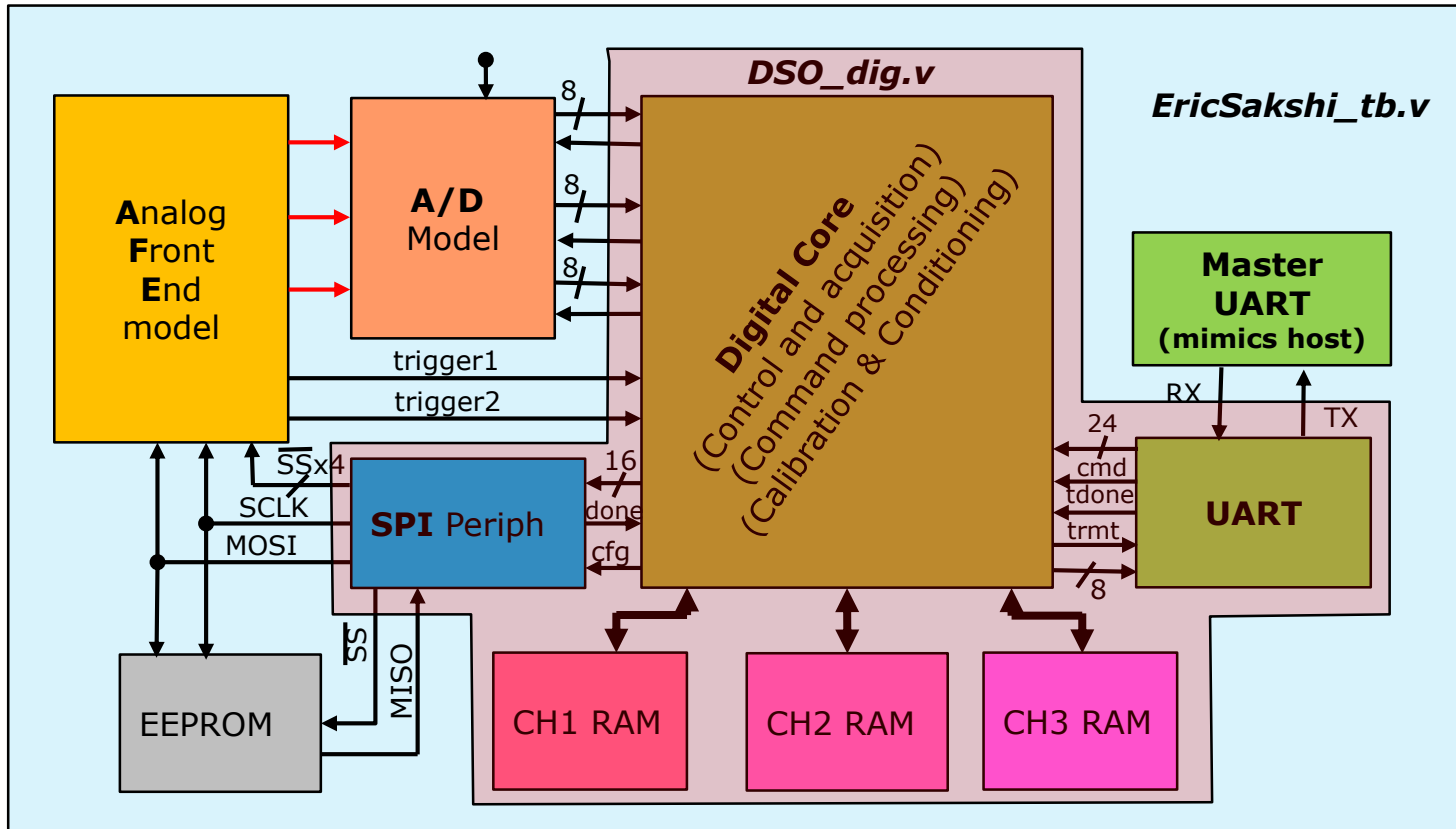 DSO_dig.v
EricSakshi_tb.v
Analog
Front
End
model
A/D
Model
8
8
8
trigger1
trigger2
Digital Core
(Control and acquisition)
(Command processing)
(Calibration & Conditioning)
Master
UART
(mimics host)
RX
TX
24
cmd
tdone
trmt
8
UART
SSx4
SCLK
MOSI
SPI Periph
16
done
cfg
SS
MISO
EEPROM
CH1 RAM
CH2 RAM
CH3 RAM